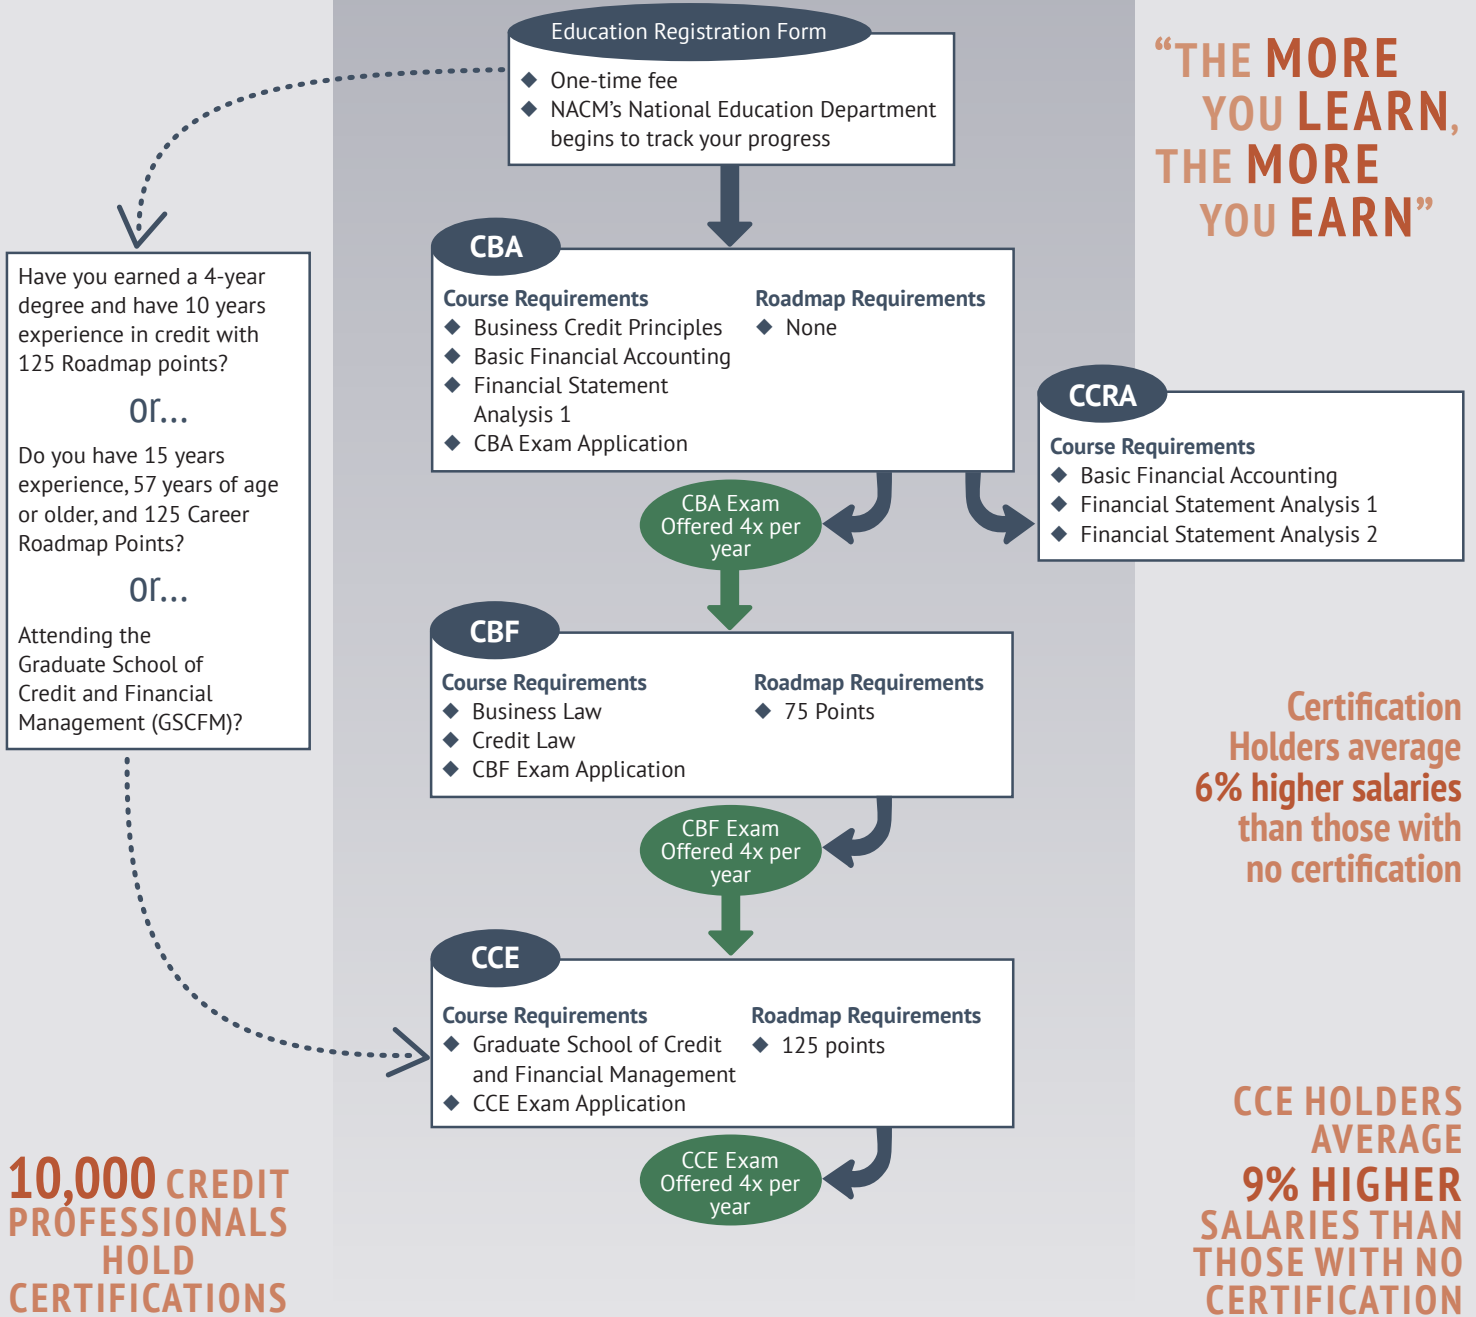 Education Registration Form
One-time fee
NACM's National Education Department
begins to track your progress
“THE MORE
YOU LEARN,
THE MORE
YOU EARN”
Have you earned a 4-year
degree and have 10 years
experience in credit with
125 Roadmap points?
or...
Do you have 15 years
experience, 57 years of age
or older, and 125 Career
Roadmap Points?
or...
Attending the
Graduate School of
Credit and Financial
Management (GSCFM)?
CBA
Course Requirements
Business Credit Principles
Basic Financial Accounting
Financial Statement
Analysis 1
CBA Exam Application
Roadmap Requirements
None
CCRA
Course Requirements
Basic Financial Accounting
Financial Statement Analysis 1
Financial Statement Analysis 2
CBA Exam
Offered 4x per
year
CBF
Course Requirements
Business Law
Credit Law
CBF Exam Application
Roadmap Requirements
75 Points
Certification
Holders average
6% higher salaries
than those with
no certification
CBF Exam
Offered 4x per
year
CCE
Course Requirements
Graduate School of Credit
and Financial Management
CCE Exam Application
Roadmap Requirements
125 points
CCE Exam
Offered 4x per
year
10,000 CREDIT
PROFESSIONALS
HOLD
CERTIFICATIONS
CCE HOLDERS
AVERAGE
9% HIGHER
SALARIES THAN
THOSE WITH NO
CERTIFICATION